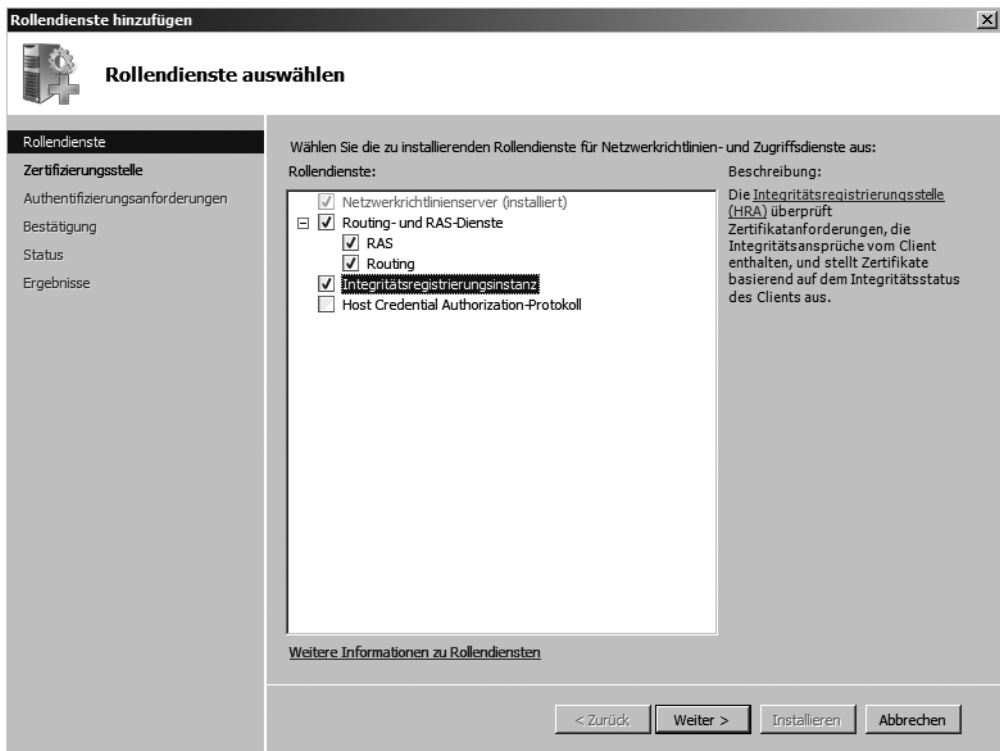 Rollendienste hinzufügen
Rollendienste auswählen
Rollendienste
Zertifizierungsstelle
Authentifizierungsanforderungen
Bestätigung
Status
Ergebnisse
Wählen Sie die zu installierenden Rollendienste für Netzwerkrichtlinien- und Zugriffsdienste aus:
Rollendienste:
Netzwerkrichtlinienserver (installiert)
Routing- und RAS-Dienste
RAS
Routing
Integritätsregistrierungsinstanz
Host Credential Authorization-Protokoll
Weitere Informationen zu Rollendiensten
Beschreibung:
Die Integritätsregistrierungsstelle
(HRA) überprüft
Zertifikatanforderungen, die
Integritätsansprüche vom Client
enthalten, und stellt Zertifikate
basierend auf dem Integritätsstatus
des Clients aus.
< Zurück
Weiter >
Installieren
Abbrechen